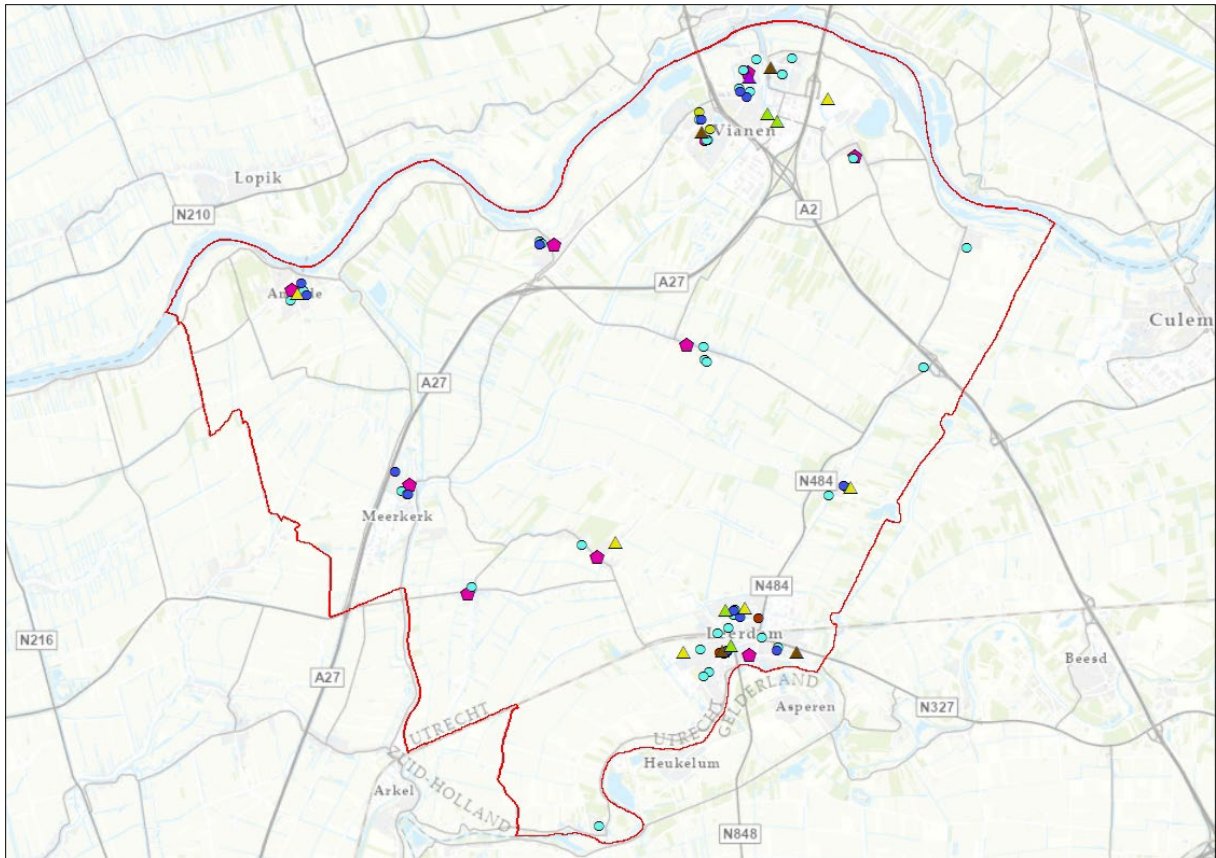 Vianen
Lopik
N210
A2
A27
Culem
A27
N484
Meerkerk
N484
N216
Leerdam
Beesd
A27
GELDERLAND
UTRECHT
UTRECHT
Asperen
N327
ZUID-HOLLAND
Heukelum
Arkel
N848